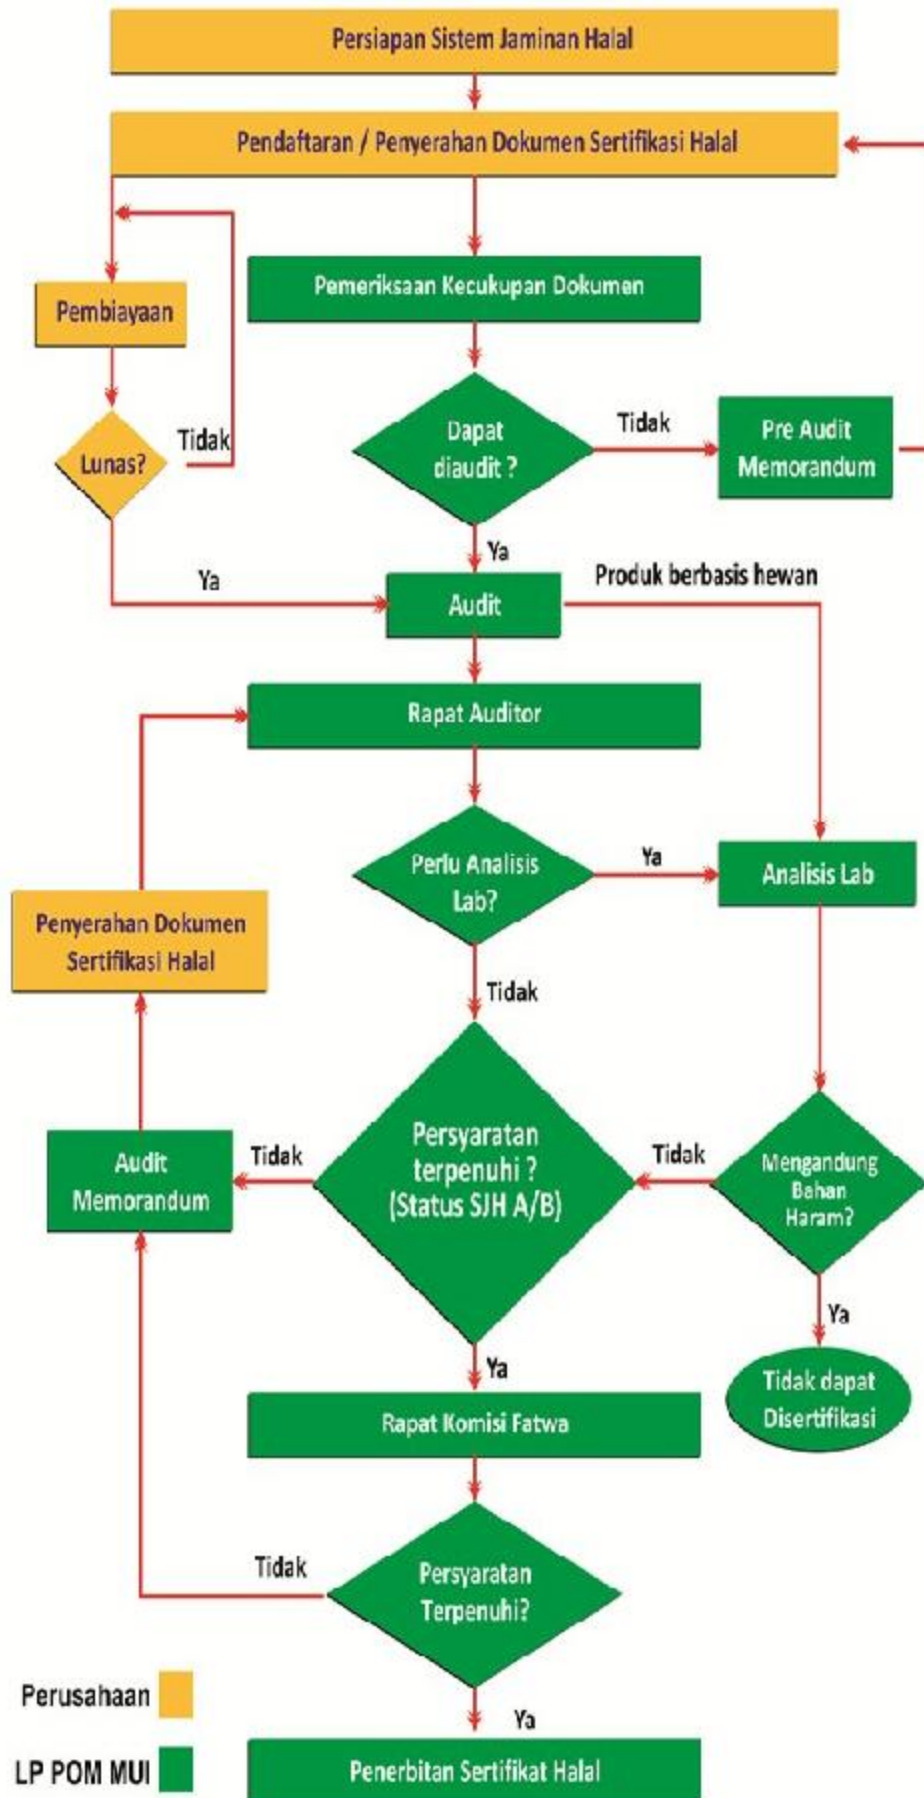 Persiapan Sistem Jaminan Halal
Pendaftaran / Penyerahan Dokumen Sertifikasi Halal
Pemeriksaan Kecukupan Dokumen
Pembiayaan
Lunas?
Tidak
Dapat
diaudit ?
Tidak
Pre Audit
Memorandum
Ya
Ya
Audit
Produk berbasis hewan
Rapat Auditor
Perlu Analisis
Lab?
Ya
Analisis Lab
Penyerahan Dokumen
Sertifikasi Halal
Tidak
Audit
Memorandum
Tidak
Persyaratan
terpenuhi ?
(Status SJH A/B)
Tidak
Mengandung
Bahan
Haram?
Ya
Tidak dapat
Disertifikasi
Ya
Rapat Komisi Fatwa
Tidak
Persyaratan
Terpenuhi?
Perusahaan
Ya
LP POM MUI
Penerbitan Sertifikat Halal